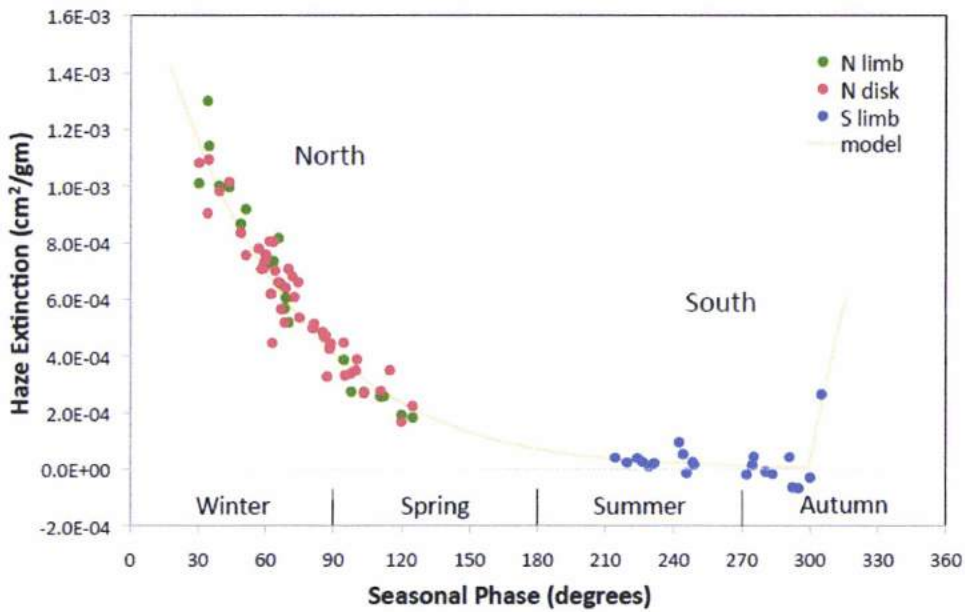 1.6E-03
1.4E-03
1.2E-03
1.0E-03
8.0E-04
6.0E-04
4.0E-04
2.0E-04
0.0E+00
-2.0E-04
Haze Extinction (cm²/gm)
North
South
N limb
N disk
S limb
model
Winter Spring Summer Autumn
0 30 60 90 120 150 180 210 240 270 300 330 360
Seasonal Phase (degrees)